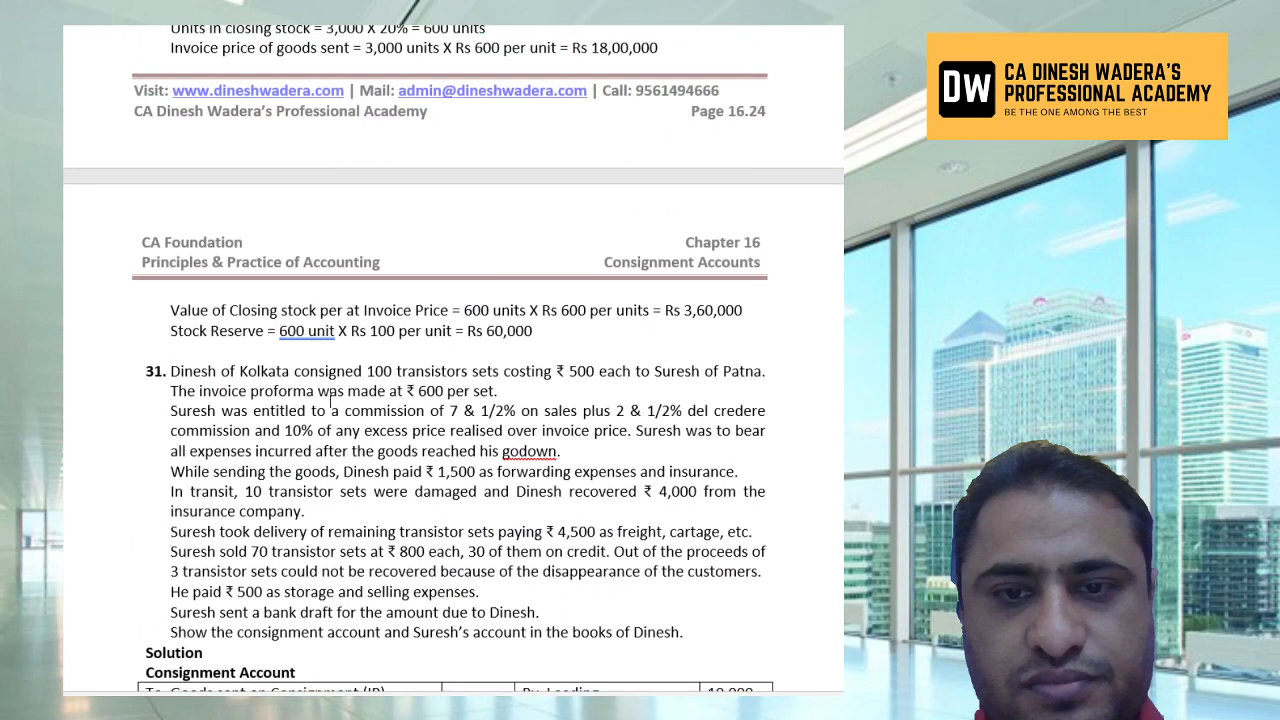 Units in closing stock = 3,000 X 20% = 600 units
Invoice price of goods sent = 3,000 units X Rs 600 per unit = Rs 18,00,000
Visit: www.dineshwadera.com | Mail: admin@dineshwadera.com | Call: 9561494666
CA Dinesh Wadera's Professional Academy Page 16.24
CA Foundation Chapter 16
Principles & Practice of Accounting Consignment Accounts
Value of Closing stock per at Invoice Price = 600 units X Rs 600 per units = Rs 3,60,000
Stock Reserve = 600 unit X Rs 100 per unit = Rs 60,000
31. Dinesh of Kolkata consigned 100 transistors sets costing ₹ 500 each to Suresh of Patna.
The invoice proforma was made at ₹ 600 per set.
Suresh was entitled to a commission of 7 & 1/2% on sales plus 2 & 1/2% del credere
commission and 10% of any excess price realised over invoice price. Suresh was to bear
all expenses incurred after the goods reached his godown.
While sending the goods, Dinesh paid ₹ 1,500 as forwarding expenses and insurance.
In transit, 10 transistor sets were damaged and Dinesh recovered ₹ 4,000 from the
insurance company.
Suresh took delivery of remaining transistor sets paying ₹ 4,500 as freight, cartage, etc.
Suresh sold 70 transistor sets at ₹ 800 each, 30 of them on credit. Out of the proceeds of
3 transistor sets could not be recovered because of the disappearance of the customers.
He paid ₹ 500 as storage and selling expenses.
Suresh sent a bank draft for the amount due to Dinesh.
Show the consignment account and Suresh's account in the books of Dinesh.
Solution
Consignment Account
To Goods sent on Consignment (IP) By Loading 10,000
DW
CA DINESH WADERA'S
PROFESSIONAL ACADEMY
BE THE ONE AMONG THE BEST